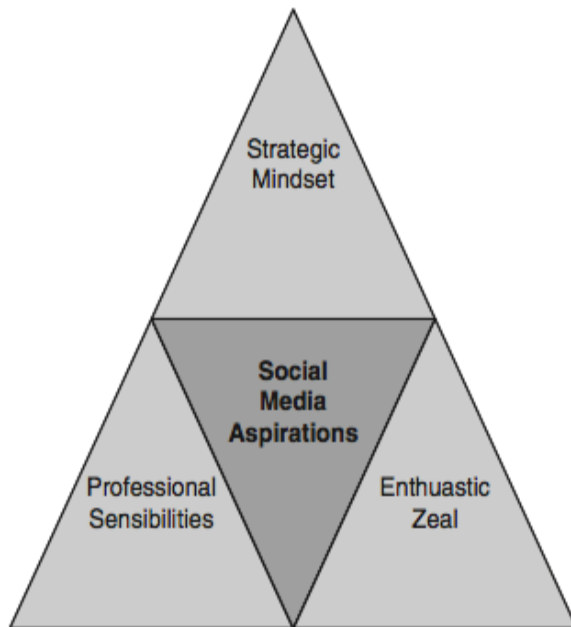 Strategic
Mindset
Social
Media
Aspirations
Professional
Sensibilities
Enthuastic
Zeal